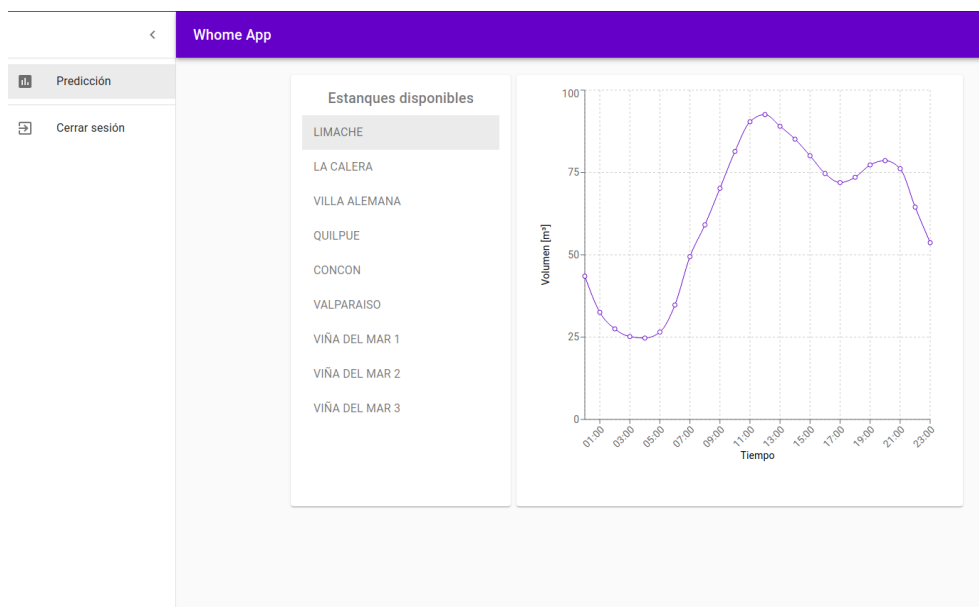 Whome App
Predicción
Cerrar sesión
Estanques disponibles
LIMACHE
LA CALERA
VILLA ALEMANA
QUILPUE
CONCON
VALPARAISO
VIÑA DEL MAR 1
VIÑA DEL MAR 2
VIÑA DEL MAR 3
100
75
50
25
0
Volumen [m³]
01:00 03:00 05:00 07:00 09:00 11:00 13:00 15:00 17:00 19:00 21:00 23:00
Tiempo